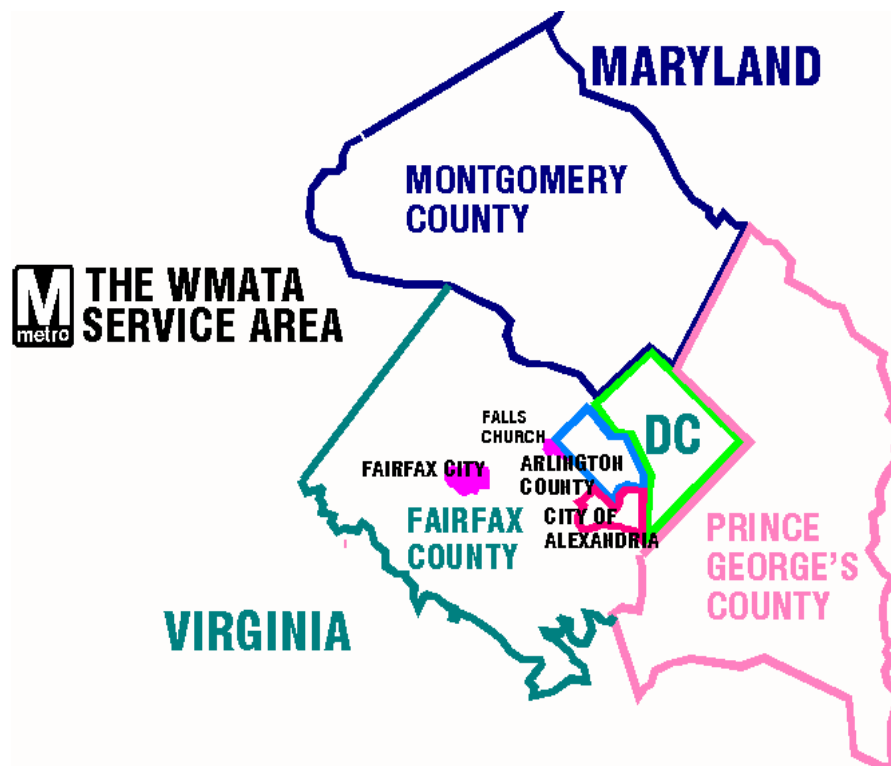 MARYLAND
MONTGOMERY
COUNTY
M
metro
THE WMATA
SERVICE AREA
FALLS
CHURCH
DC
FAIRFAX CITY
ARLINGTON
COUNTY
FAIRFAX
COUNTY
CITY OF
ALEXANDRIA
PRINCE
GEORGE'S
COUNTY
VIRGINIA